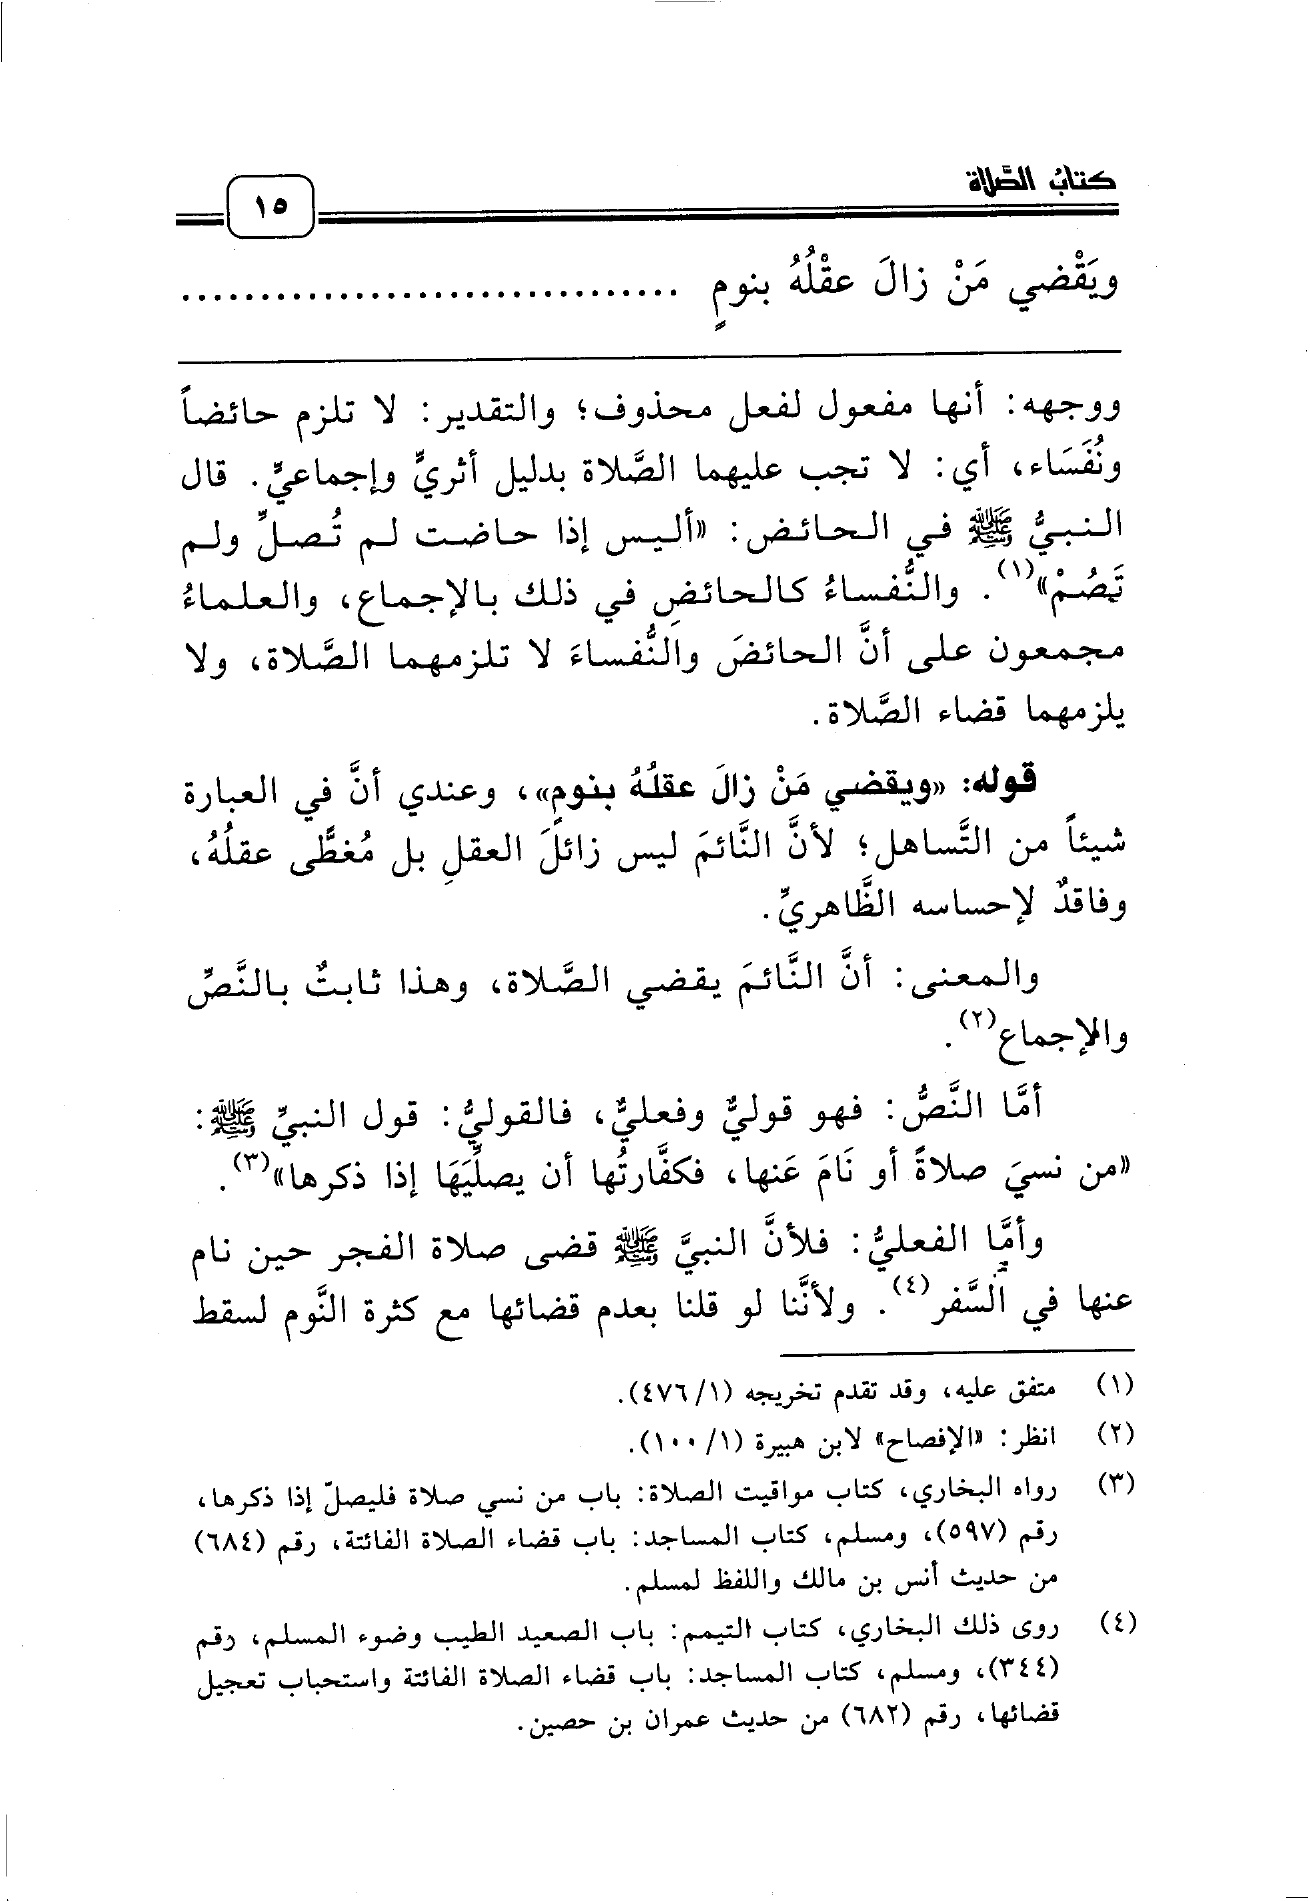 كتابُ الصَّلاة
١٥
ويَقْضي مَنْ زالَ عقْلُهُ بنومٍ ................................
ووجهه: أنها مفعول لفعل محذوف؛ والتقدير: لا تلزم حائضاً
ونُفَسَاء، أي: لا تجب عليهما الصَّلاة بدليل أثريٍّ وإجماعيٍّ. قال
النبيُّ ﷺ في الحائض: «أليس إذا حاضت لم تُصلِّ ولم
تَصُمْ»(١). والنُّفساءُ كالحائضِ في ذلك بالإجماع، والعلماءُ
مجمعون على أنَّ الحائضَ والنُّفساءَ لا تلزمهما الصَّلاة، ولا
يلزمهما قضاء الصَّلاة.
قوله: «ويقضي مَنْ زالَ عقلُهُ بنومٍ»، وعندي أنَّ في العبارة
شيئاً من التَّساهل؛ لأنَّ النَّائمَ ليس زائلَ العقلِ بل مُغطًّى عقلُهُ،
وفاقدٌ لإحساسه الظَّاهريِّ.
والمعنى: أنَّ النَّائمَ يقضي الصَّلاة، وهذا ثابتٌ بالنَّصِّ
والإجماع(٢).
أمَّا النَّصُّ: فهو قوليٌّ وفعليٌّ، فالقوليُّ: قول النبيِّ ﷺ:
«من نسيَ صلاةً أو نَامَ عَنها، فكفَّارتُها أن يصلِّيَهَا إذا ذكرها»(٣).
وأمَّا الفعليُّ: فلأنَّ النبيَّ ﷺ قضى صلاة الفجر حين نام
عنها في السَّفر(٤). ولأنَّنا لو قلنا بعدم قضائها مع كثرة النَّوم لسقط
(١) متفق عليه، وقد تقدم تخريجه (١/ ٤٧٦).
(٢) انظر: «الإفصاح» لابن هبيرة (١/ ١٠٠).
(٣) رواه البخاري، كتاب مواقيت الصلاة: باب من نسي صلاة فليصلّ إذا ذكرها،
رقم (٥٩٧)، ومسلم، كتاب المساجد: باب قضاء الصلاة الفائتة، رقم (٦٨٤)
من حديث أنس بن مالك واللفظ لمسلم.
(٤) روى ذلك البخاري، كتاب التيمم: باب الصعيد الطيب وضوء المسلم، رقم
(٣٤٤)، ومسلم، كتاب المساجد: باب قضاء الصلاة الفائتة واستحباب تعجيل
قضائها، رقم (٦٨٢) من حديث عمران بن حصين.